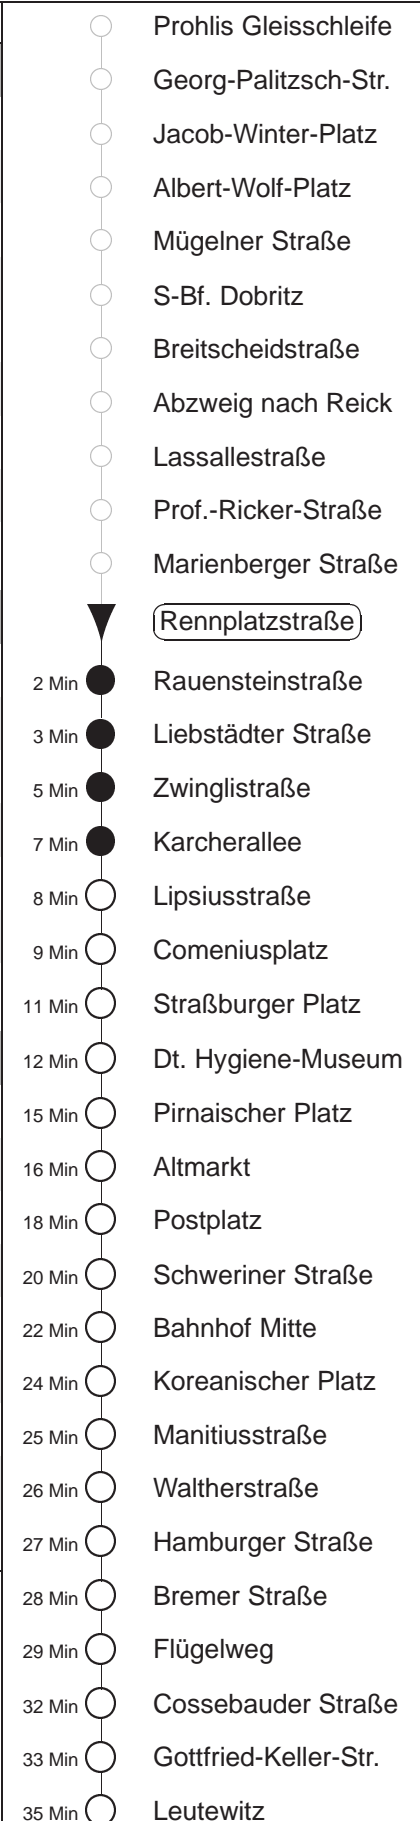 Prohlis Gleisschleife
Georg-Palitzsch-Str.
Jacob-Winter-Platz
Albert-Wolf-Platz
Mügelner Straße
S-Bf. Dobritz
Breitscheidstraße
Abzweig nach Reick
Lassallestraße
Prof.-Ricker-Straße
Marienberger Straße
Rennplatzstraße
2 Min Rauensteinstraße
3 Min Liebstädter Straße
5 Min Zwinglistraße
7 Min Karcherallee
8 Min Lipsiusstraße
9 Min Comeniusplatz
11 Min Straßburger Platz
12 Min Dt. Hygiene-Museum
15 Min Pirnaischer Platz
16 Min Altmarkt
18 Min Postplatz
20 Min Schweriner Straße
22 Min Bahnhof Mitte
24 Min Koreanischer Platz
25 Min Manitiusstraße
26 Min Waltherstraße
27 Min Hamburger Straße
28 Min Bremer Straße
29 Min Flügelweg
32 Min Cossebauder Straße
33 Min Gottfried-Keller-Str.
35 Min Leutewitz